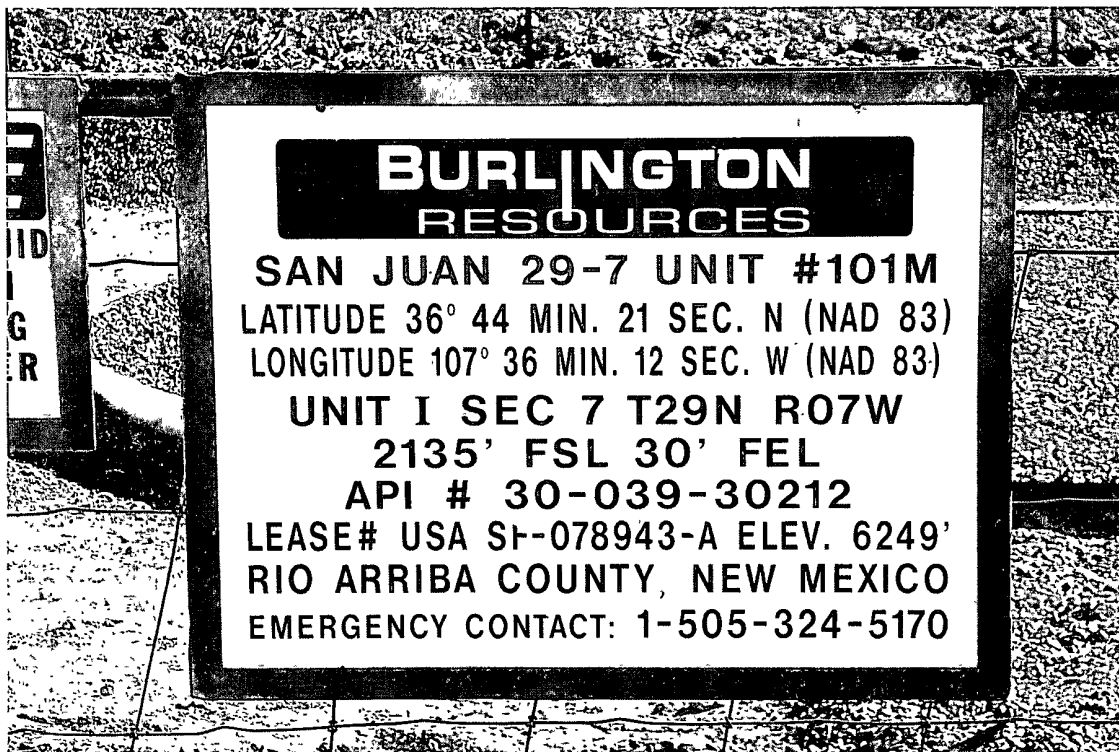 E
UID
G
ER
BURLINGTON
RESOURCES
SAN JUAN 29-7 UNIT #101M
LATITUDE 36° 44 MIN. 21 SEC. N (NAD 83)
LONGITUDE 107° 36 MIN. 12 SEC. W (NAD 83)
UNIT I SEC 7 T29N R07W
2135' FSL 30' FEL
API # 30-039-30212
LEASE# USA SF-078943-A ELEV. 6249'
RIO ARRIBA COUNTY, NEW MEXICO
EMERGENCY CONTACT: 1-505-324-5170